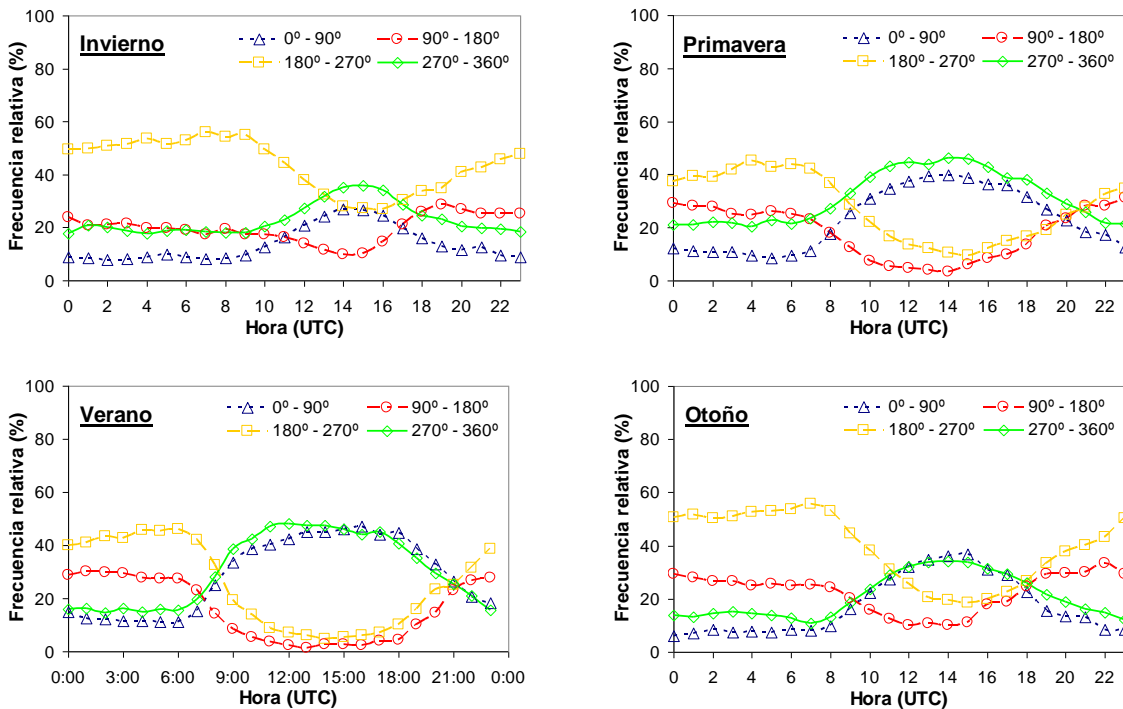 Invierno
0º - 90º
90º - 180º
180º - 270º
270º - 360º
Frecuencia relativa (%)
100
80
60
40
20
0
0 2 4 6 8 10 12 14 16 18 20 22
Hora (UTC)
Primavera
0º - 90º
90º - 180º
180º - 270º
270º - 360º
Frecuencia relativa (%)
100
80
60
40
20
0
0 2 4 6 8 10 12 14 16 18 20 22
Hora (UTC)
Verano
0º - 90º
90º - 180º
180º - 270º
270º - 360º
Frecuencia relativa (%)
100
80
60
40
20
0
0:00 3:00 6:00 9:00 12:00 15:00 18:00 21:00 0:00
Hora (UTC)
Otoño
0º - 90º
90º - 180º
180º - 270º
270º - 360º
Frecuencia relativa (%)
100
80
60
40
20
0
0 2 4 6 8 10 12 14 16 18 20 22
Hora (UTC)